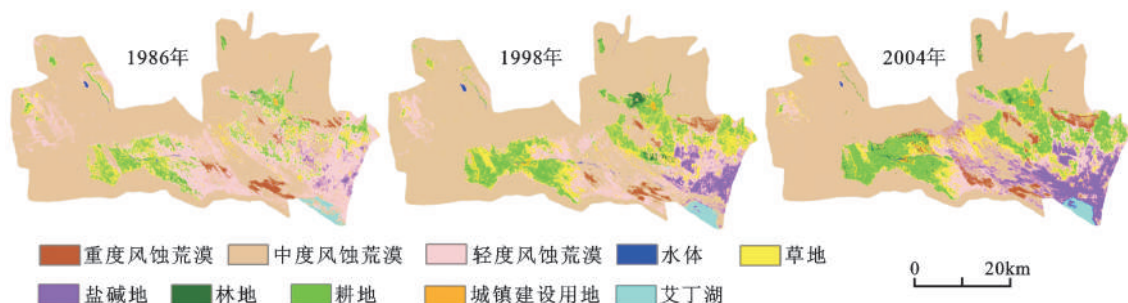 1986年
1998年
2004年
重度风蚀荒漠 中度风蚀荒漠 轻度风蚀荒漠 水体 草地
盐碱地 林地 耕地 城镇建设用地 艾丁湖
0 20km